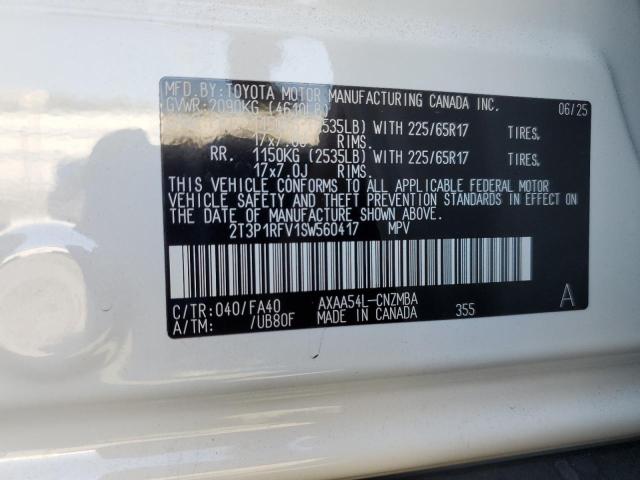 MFD.BY:TOYOTA MOTOR MANUFACTURING CANADA INC.
GVWR:2090KG (4610LB) 06/25
(2535LB) WITH 225/65R17 TIRES,
17x7.0J RIMS.
RR. 1150KG (2535LB) WITH 225/65R17 TIRES,
17x7.0J RIMS.
THIS VEHICLE CONFORMS TO ALL APPLICABLE FEDERAL MOTOR
VEHICLE SAFETY AND THEFT PREVENTION STANDARDS IN EFFECT ON
THE DATE OF MANUFACTURE SHOWN ABOVE.
2T3P1RFV1SW560417 MPV
C/TR:040/FA40 AXAA54L-CNZMBA A
A/TM: /UB80F MADE IN CANADA 355